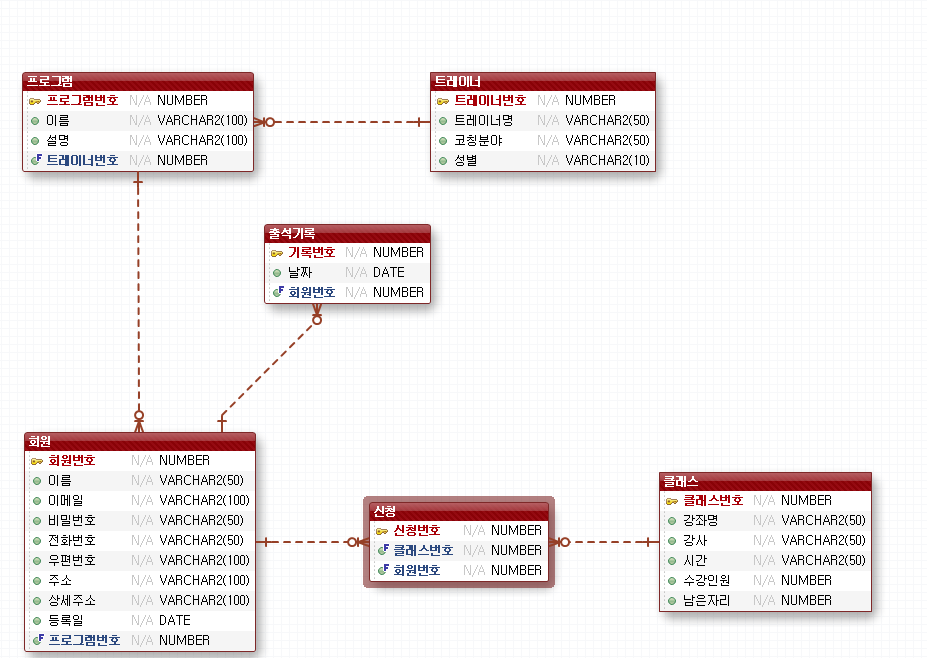 프로그램
프로그램번호 N/A NUMBER
이름 N/A VARCHAR2(100)
설명 N/A VARCHAR2(100)
트레이너번호 N/A NUMBER
트레이너
트레이너번호 N/A NUMBER
트레이너명 N/A VARCHAR2(50)
코칭분야 N/A VARCHAR2(50)
성별 N/A VARCHAR2(10)
출석기록
기록번호 N/A NUMBER
날짜 N/A DATE
회원번호 N/A NUMBER
회원
회원번호 N/A NUMBER
이름 N/A VARCHAR2(50)
이메일 N/A VARCHAR2(100)
비밀번호 N/A VARCHAR2(50)
전화번호 N/A VARCHAR2(50)
우편번호 N/A VARCHAR2(100)
주소 N/A VARCHAR2(100)
상세주소 N/A VARCHAR2(100)
등록일 N/A DATE
프로그램번호 N/A NUMBER
신청
신청번호 N/A NUMBER
클래스번호 N/A NUMBER
회원번호 N/A NUMBER
클래스
클래스번호 N/A NUMBER
강좌명 N/A VARCHAR2(50)
강사 N/A VARCHAR2(50)
시간 N/A VARCHAR2(50)
수강인원 N/A NUMBER
남은자리 N/A NUMBER